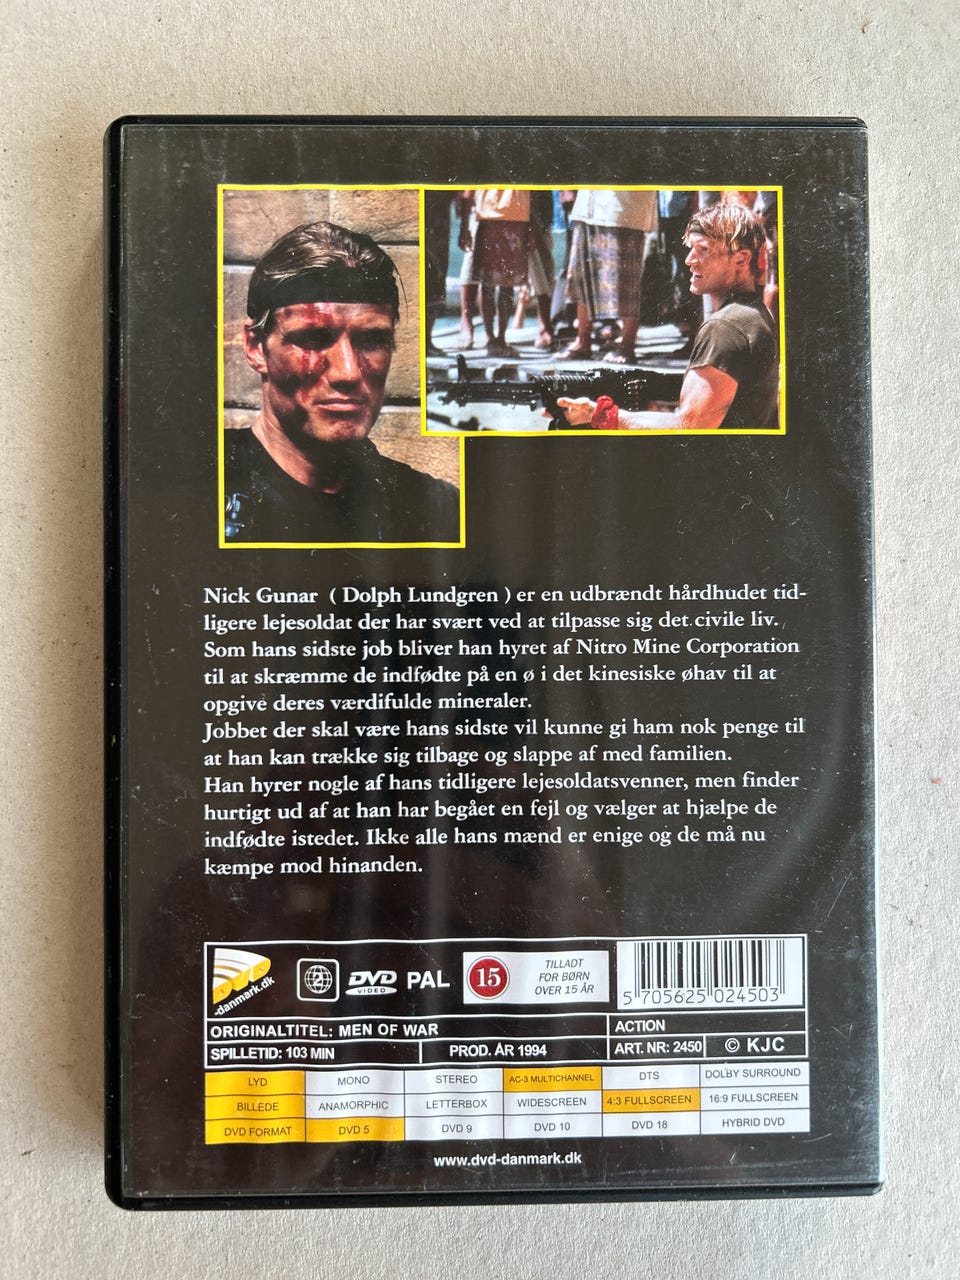 Nick Gunar ( Dolph Lundgren ) er en udbrændt hårdhudet tid-
ligere lejesoldat der har svært ved at tilpasse sig det civile liv.
Som hans sidste job bliver han hyret af Nitro Mine Corporation
til at skræmme de indfødte på en ø i det kinesiske øhav til at
opgive deres værdifulde mineraler.
Jobbet der skal være hans sidste vil kunne gi ham nok penge til
at han kan trække sig tilbage og slappe af med familien.
Han hyrer nogle af hans tidligere lejesoldatsvenner, men finder
hurtigt ud af at han har begået en fejl og vælger at hjælpe de
indfødte istedet. Ikke alle hans mænd er enige og de må nu
kæmpe mod hinanden.
DVD
-danmark.dk
2
DVD
VIDEO
PAL
15
TILLADT
FOR BØRN
OVER 15 ÅR
5 705625 024503
ORIGINALTITEL: MEN OF WAR
ACTION
SPILLETID: 103 MIN
PROD. ÅR 1994
ART. NR: 2450
© KJC
LYD MONO STEREO AC-3 MULTICHANNEL DTS DOLBY SURROUND
BILLEDE ANAMORPHIC LETTERBOX WIDESCREEN 4:3 FULLSCREEN 16:9 FULLSCREEN
DVD FORMAT DVD 5 DVD 9 DVD 10 DVD 18 HYBRID DVD
www.dvd-danmark.dk